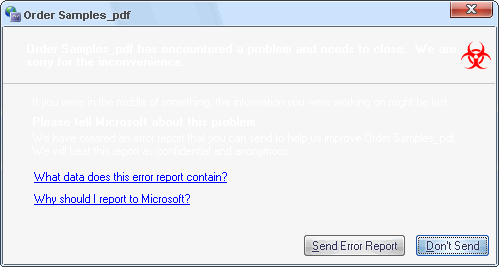 Order Samples_pdf
Order Samples_pdf has encountered a problem and needs to close.  We are
sorry for the inconvenience.
If you were in the middle of something, the information you were working on might be lost.
Please tell Microsoft about this problem.
We have created an error report that you can send to help us improve Order Samples_pdf.
We will treat this report as confidential and anonymous.
What data does this error report contain?
Why should I report to Microsoft?
Send Error Report
Don't Send